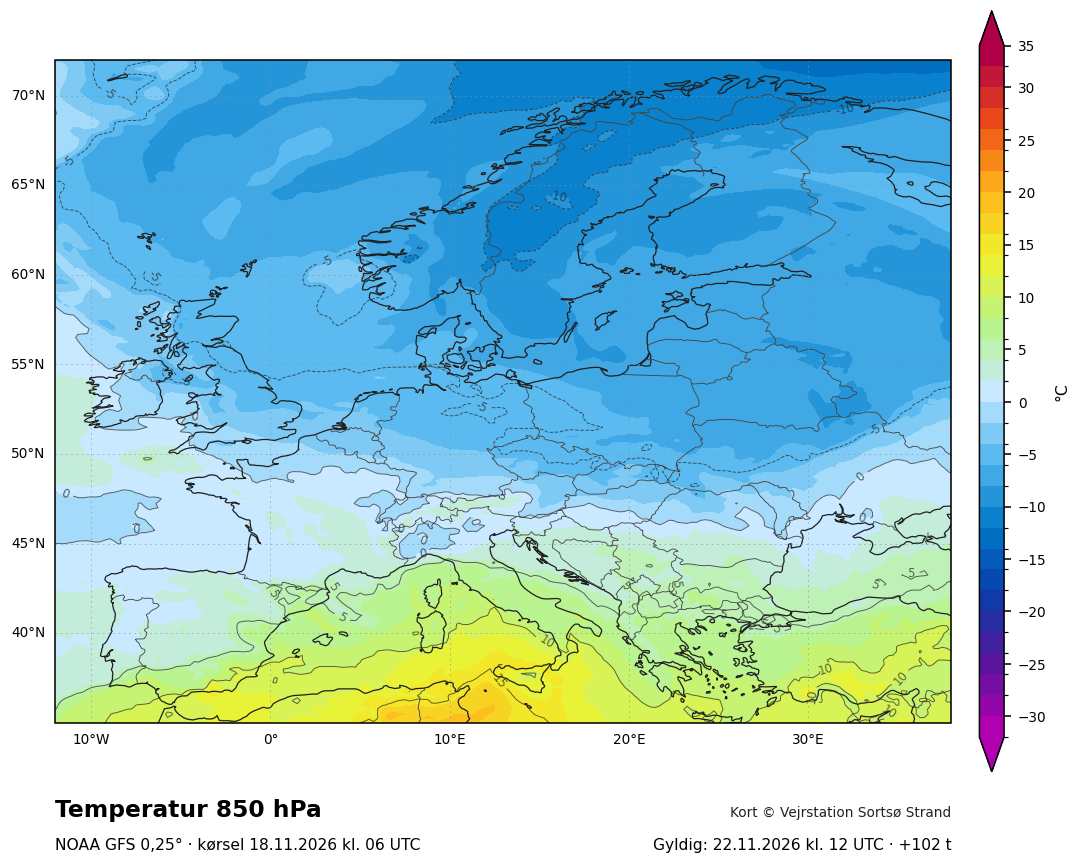 70°N
65°N
60°N
55°N
50°N
45°N
40°N
10°W 0° 10°E 20°E 30°E
35
30
25
20
15
10
5
0
−5
−10
−15
−20
−25
−30
°C
Temperatur 850 hPa
Kort © Vejrstation Sortsø Strand
NOAA GFS 0,25° · kørsel 18.11.2026 kl. 06 UTC
Gyldig: 22.11.2026 kl. 12 UTC · +102 t